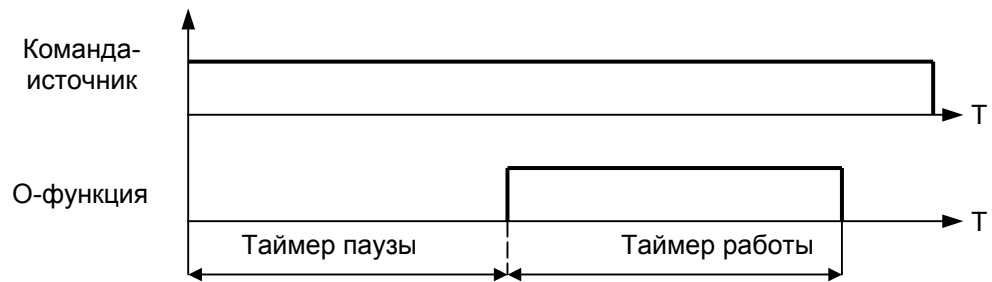 Команда-
источник
T
О-функция
T
Таймер паузы
Таймер работы